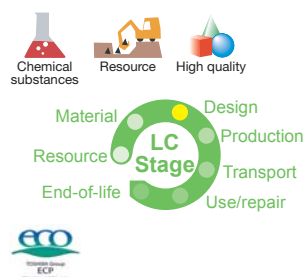 Chemical
substances
Resource
High quality
Design
Material
Production
LC
Stage
Resource
Transport
End-of-life
Use/repair
eco
TOSHIBA Group
ECP